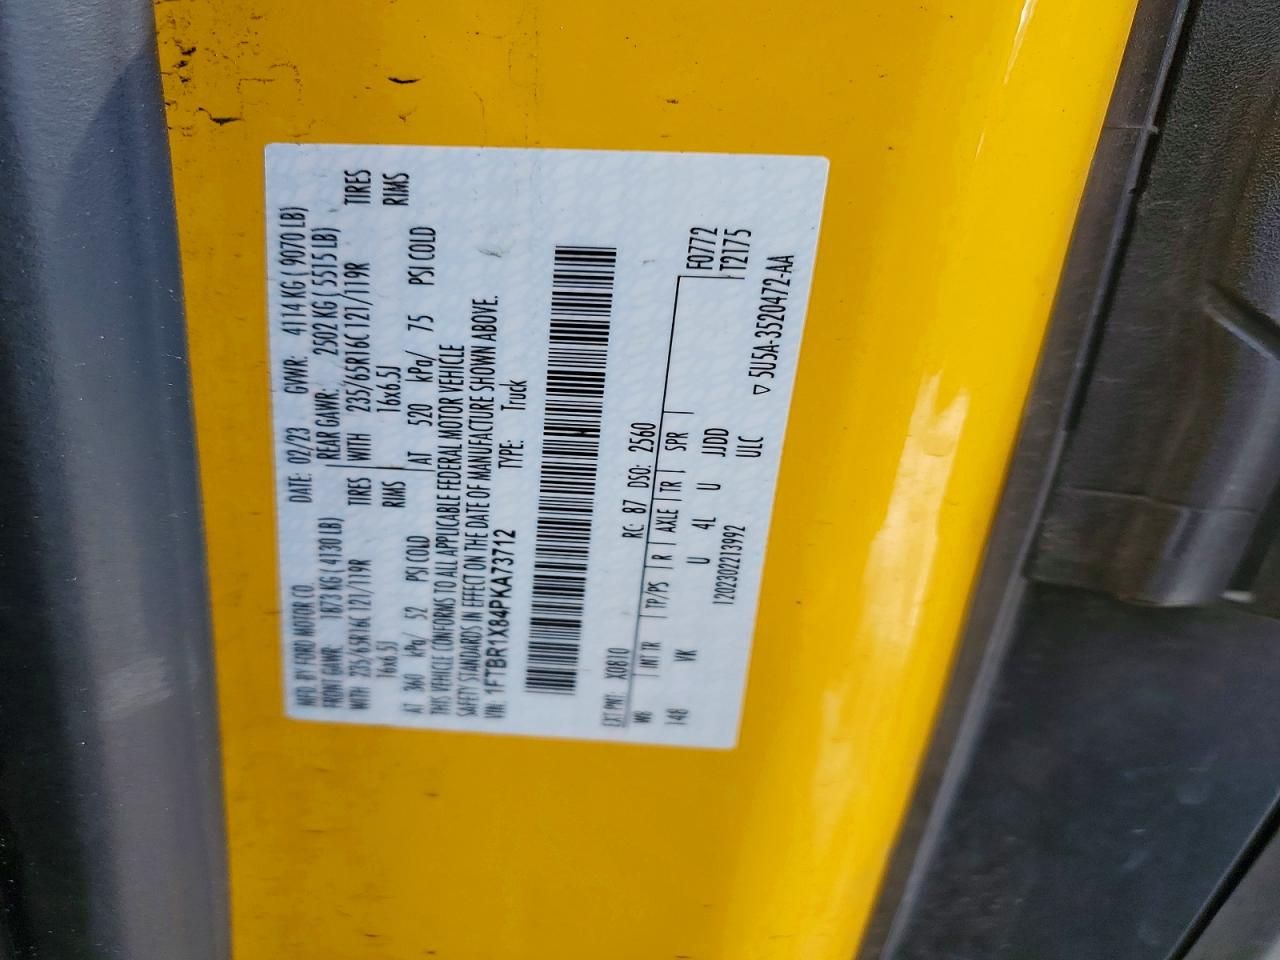 MFD. BY FORD MOTOR CO.
DATE: 02/23 GVWR: 4114 KG ( 9070 LB)
FRONT GAWR: 1873 KG ( 4130 LB) REAR GAWR: 2502 KG ( 5515 LB)
WITH 235/65R16C 121/119R TIRES WITH 235/65R16C 121/119R TIRES
16x6.5J RIMS 16x6.5J RIMS
AT 360 kPa/ 52 PSI COLD AT 520 kPa/ 75 PSI COLD
THIS VEHICLE CONFORMS TO ALL APPLICABLE FEDERAL MOTOR VEHICLE
SAFETY STANDARDS IN EFFECT ON THE DATE OF MANUFACTURE SHOWN ABOVE.
VIN: 1FTBR1X84PKA73712 TYPE: Truck
EXT PNT: X0810 RC: 87 DSO: 2560
WB INT TR TP/PS R AXLE TR SPR F0772
148 VK U 4L U JJDD T2175
1202302213992 ULC
▽ 5U5A-3520472-AA